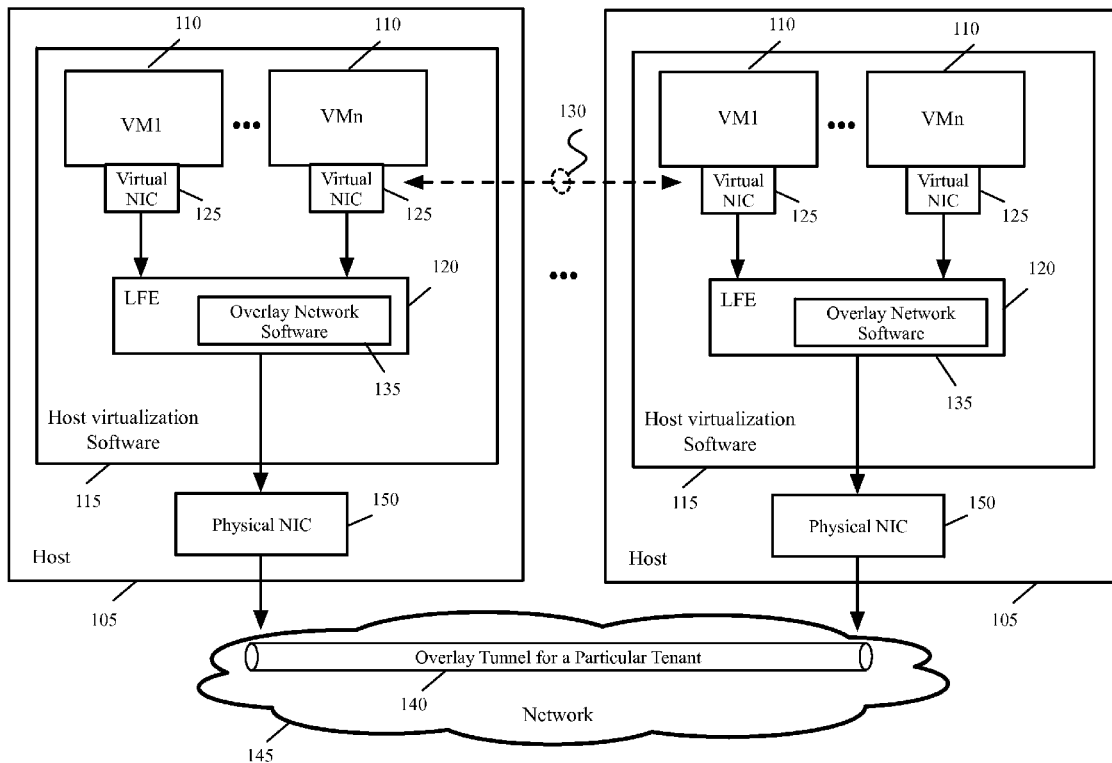 110
110
110
110
VM1
VMn
130
VM1
VMn
Virtual
NIC
125
Virtual
NIC
125
Virtual
NIC
125
Virtual
NIC
125
120
120
LFE
Overlay Network
Software
LFE
Overlay Network
Software
135
135
Host virtualization
Software
Host virtualization
Software
115
150
115
150
Physical NIC
Physical NIC
Host
Host
105
105
Overlay Tunnel for a Particular Tenant
140
Network
145